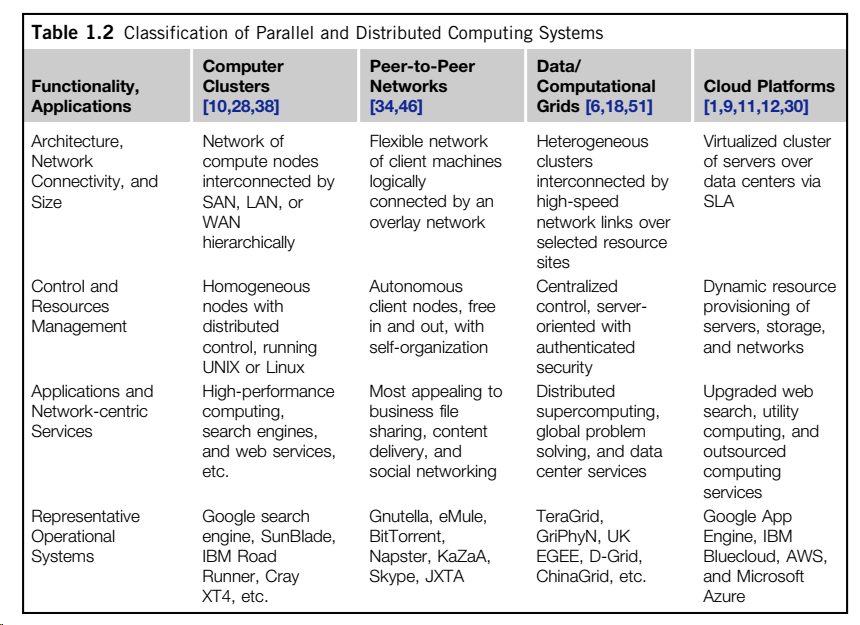 Table 1.2 Classification of Parallel and Distributed Computing Systems
Functionality,
Applications
Computer
Clusters
[10,28,38]
Peer-to-Peer
Networks
[34,46]
Data/
Computational
Grids [6,18,51]
Cloud Platforms
[1,9,11,12,30]
Architecture,
Network
Connectivity, and
Size
Network of
compute nodes
interconnected by
SAN, LAN, or
WAN
hierarchically
Flexible network
of client machines
logically
connected by an
overlay network
Heterogeneous
clusters
interconnected by
high-speed
network links over
selected resource
sites
Virtualized cluster
of servers over
data centers via
SLA
Control and
Resources
Management
Homogeneous
nodes with
distributed
control, running
UNIX or Linux
Autonomous
client nodes, free
in and out, with
self-organization
Centralized
control, server-
oriented with
authenticated
security
Dynamic resource
provisioning of
servers, storage,
and networks
Applications and
Network-centric
Services
High-performance
computing,
search engines,
and web services,
etc.
Most appealing to
business file
sharing, content
delivery, and
social networking
Distributed
supercomputing,
global problem
solving, and data
center services
Upgraded web
search, utility
computing, and
outsourced
computing
services
Representative
Operational
Systems
Google search
engine, SunBlade,
IBM Road
Runner, Cray
XT4, etc.
Gnutella, eMule,
BitTorrent,
Napster, KaZaA,
Skype, JXTA
TeraGrid,
GriPhyN, UK
EGEE, D-Grid,
ChinaGrid, etc.
Google App
Engine, IBM
Bluecloud, AWS,
and Microsoft
Azure